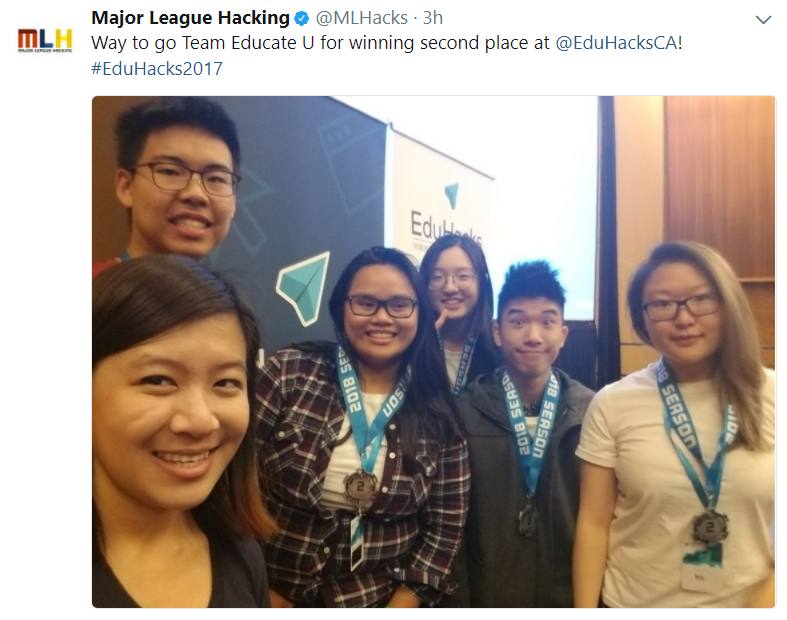 Major League Hacking @MLHacks · 3h
MLH
MAJOR LEAGUE HACKING
Way to go Team Educate U for winning second place at @EduHacksCA!
#EduHacks2017
EduHacks
2018 SEASON
2018 SEASON
2018 SEASON
2
2